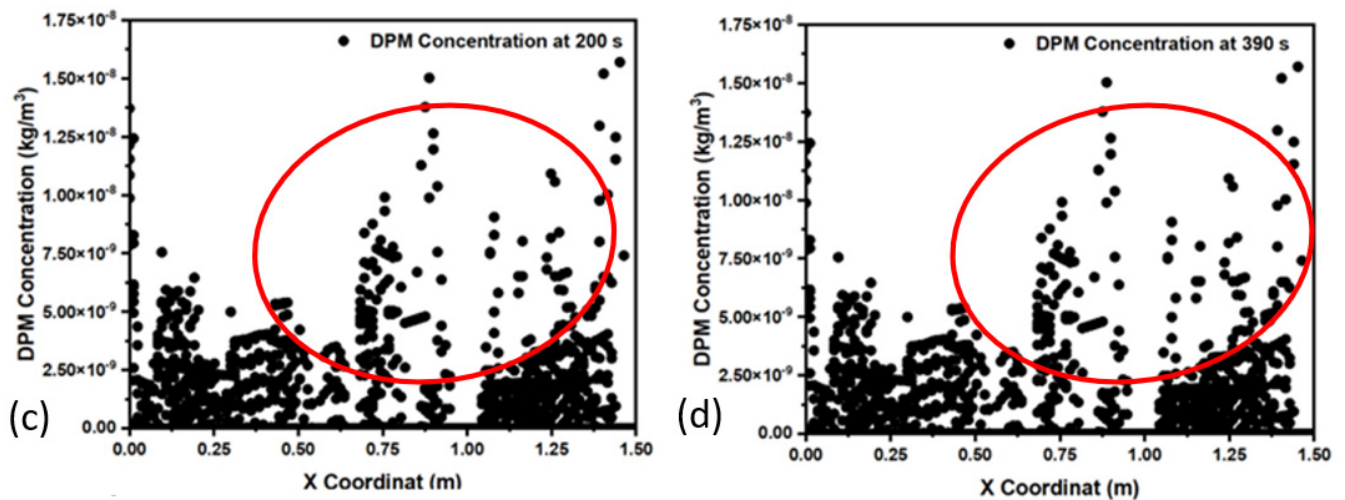 1.75×10⁻⁸
DPM Concentration at 200 s
1.50×10⁻⁸
1.25×10⁻⁸
1.00×10⁻⁸
7.50×10⁻⁹
5.00×10⁻⁹
2.50×10⁻⁹
0.00
DPM Concentration (kg/m³)
0.00 0.25 0.50 0.75 1.00 1.25 1.50
X Coordinat (m)
(c)
1.75×10⁻⁸
DPM Concentration at 390 s
1.50×10⁻⁸
1.25×10⁻⁸
1.00×10⁻⁸
7.50×10⁻⁹
5.00×10⁻⁹
2.50×10⁻⁹
0.00
DPM Concentration (kg/m³)
0.00 0.25 0.50 0.75 1.00 1.25 1.50
X Coordinat (m)
(d)